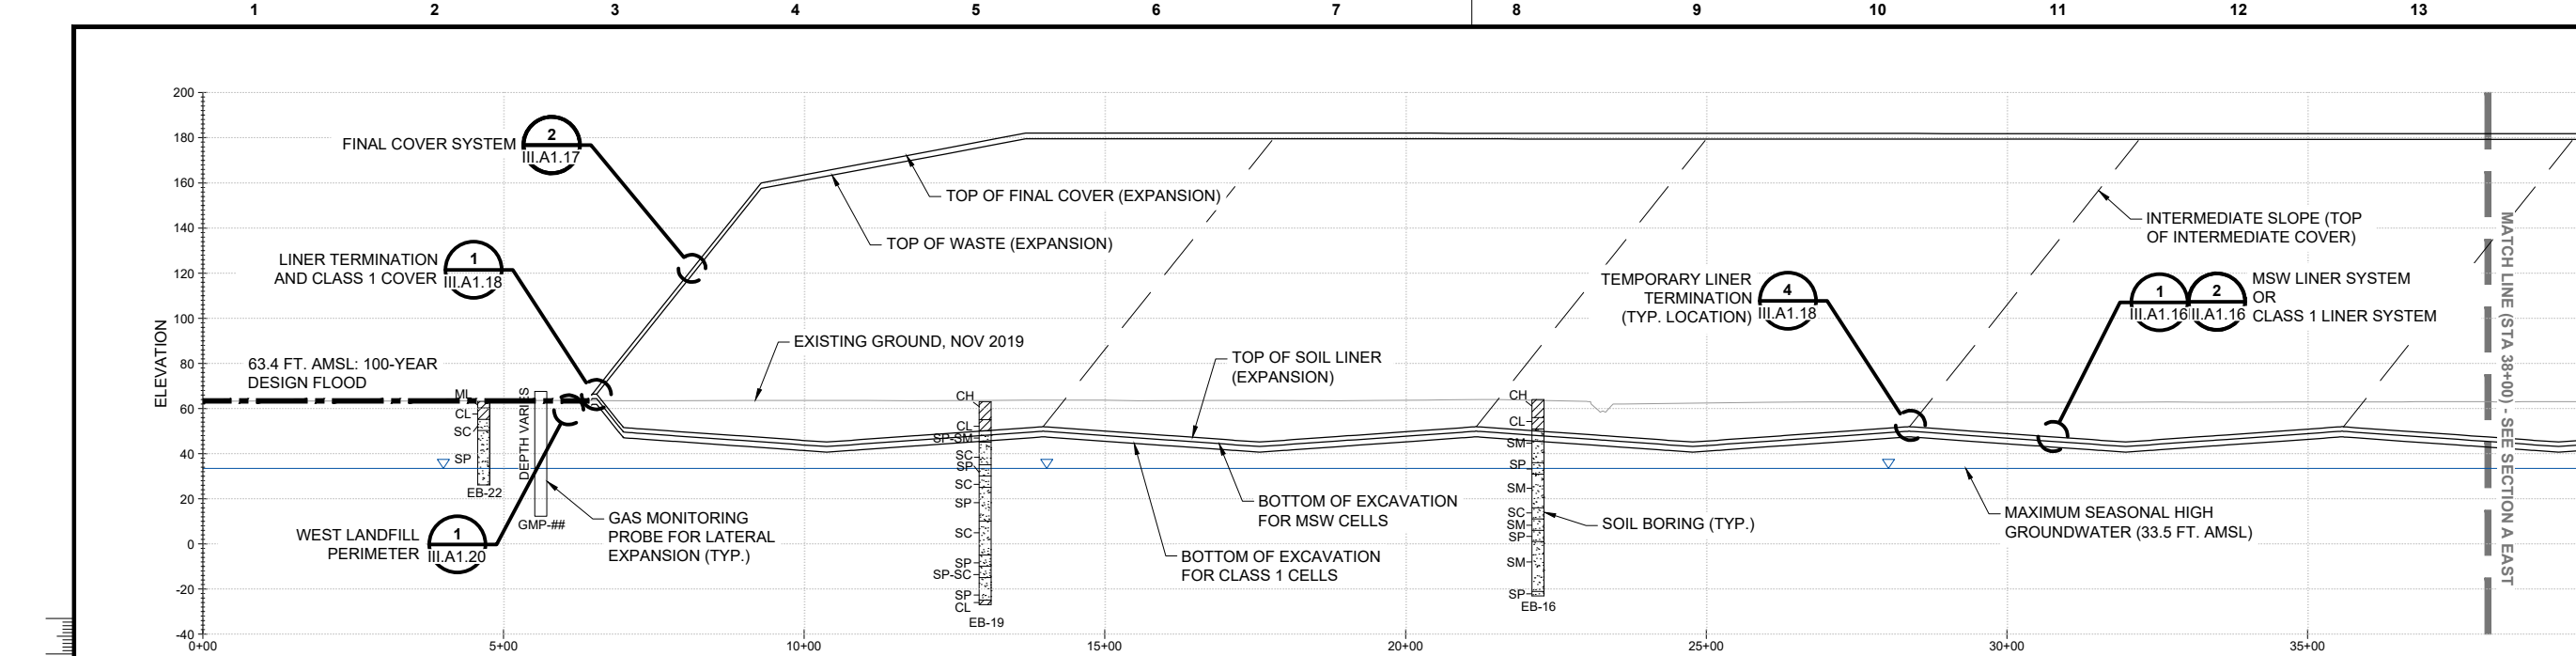 1 2 3 4 5 6 7 8 9 10 11 12 13
200
180
160
140
120
100
80
60
40
20
0
-20
-40
ELEVATION
0+00 5+00 10+00 15+00 20+00 25+00 30+00 35+00
FINAL COVER SYSTEM
2
III.A1.17
LINER TERMINATION
AND CLASS 1 COVER
1
III.A1.18
63.4 FT. AMSL: 100-YEAR
DESIGN FLOOD
ML
CL
SC
SP
EB-22
DEPTH VARIES
GMP-##
WEST LANDFILL
PERIMETER
1
III.A1.20
GAS MONITORING
PROBE FOR LATERAL
EXPANSION (TYP.)
TOP OF FINAL COVER (EXPANSION)
TOP OF WASTE (EXPANSION)
EXISTING GROUND, NOV 2019
CH
CL
SP-SM
SC
SP
SC
SP
SC
SP
SP-SC
SP
CL
EB-19
TOP OF SOIL LINER
(EXPANSION)
BOTTOM OF EXCAVATION
FOR MSW CELLS
BOTTOM OF EXCAVATION
FOR CLASS 1 CELLS
CH
CL
SM
SP
SM
SC
SM
SP
SM
SP
EB-16
SOIL BORING (TYP.)
TEMPORARY LINER
TERMINATION
(TYP. LOCATION)
4
III.A1.18
INTERMEDIATE SLOPE (TOP
OF INTERMEDIATE COVER)
1
III.A1.16
2
II.A1.16
MSW LINER SYSTEM
OR
CLASS 1 LINER SYSTEM
MAXIMUM SEASONAL HIGH
GROUNDWATER (33.5 FT. AMSL)
MATCH LINE (STA 38+00) - SEE SECTION A EAST